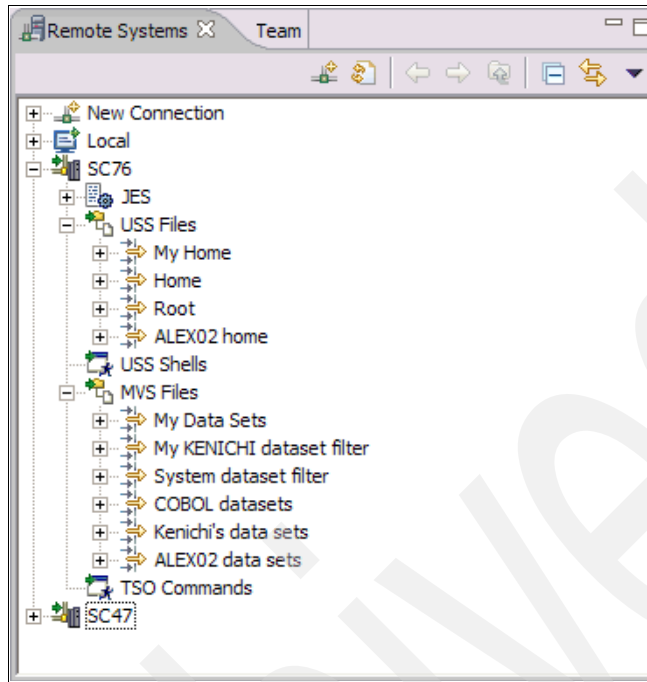 Remote Systems Team
New Connection
Local
SC76
JES
USS Files
My Home
Home
Root
ALEX02 home
USS Shells
MVS Files
My Data Sets
My KENICHI dataset filter
System dataset filter
COBOL datasets
Kenichi's data sets
ALEX02 data sets
TSO Commands
SC47